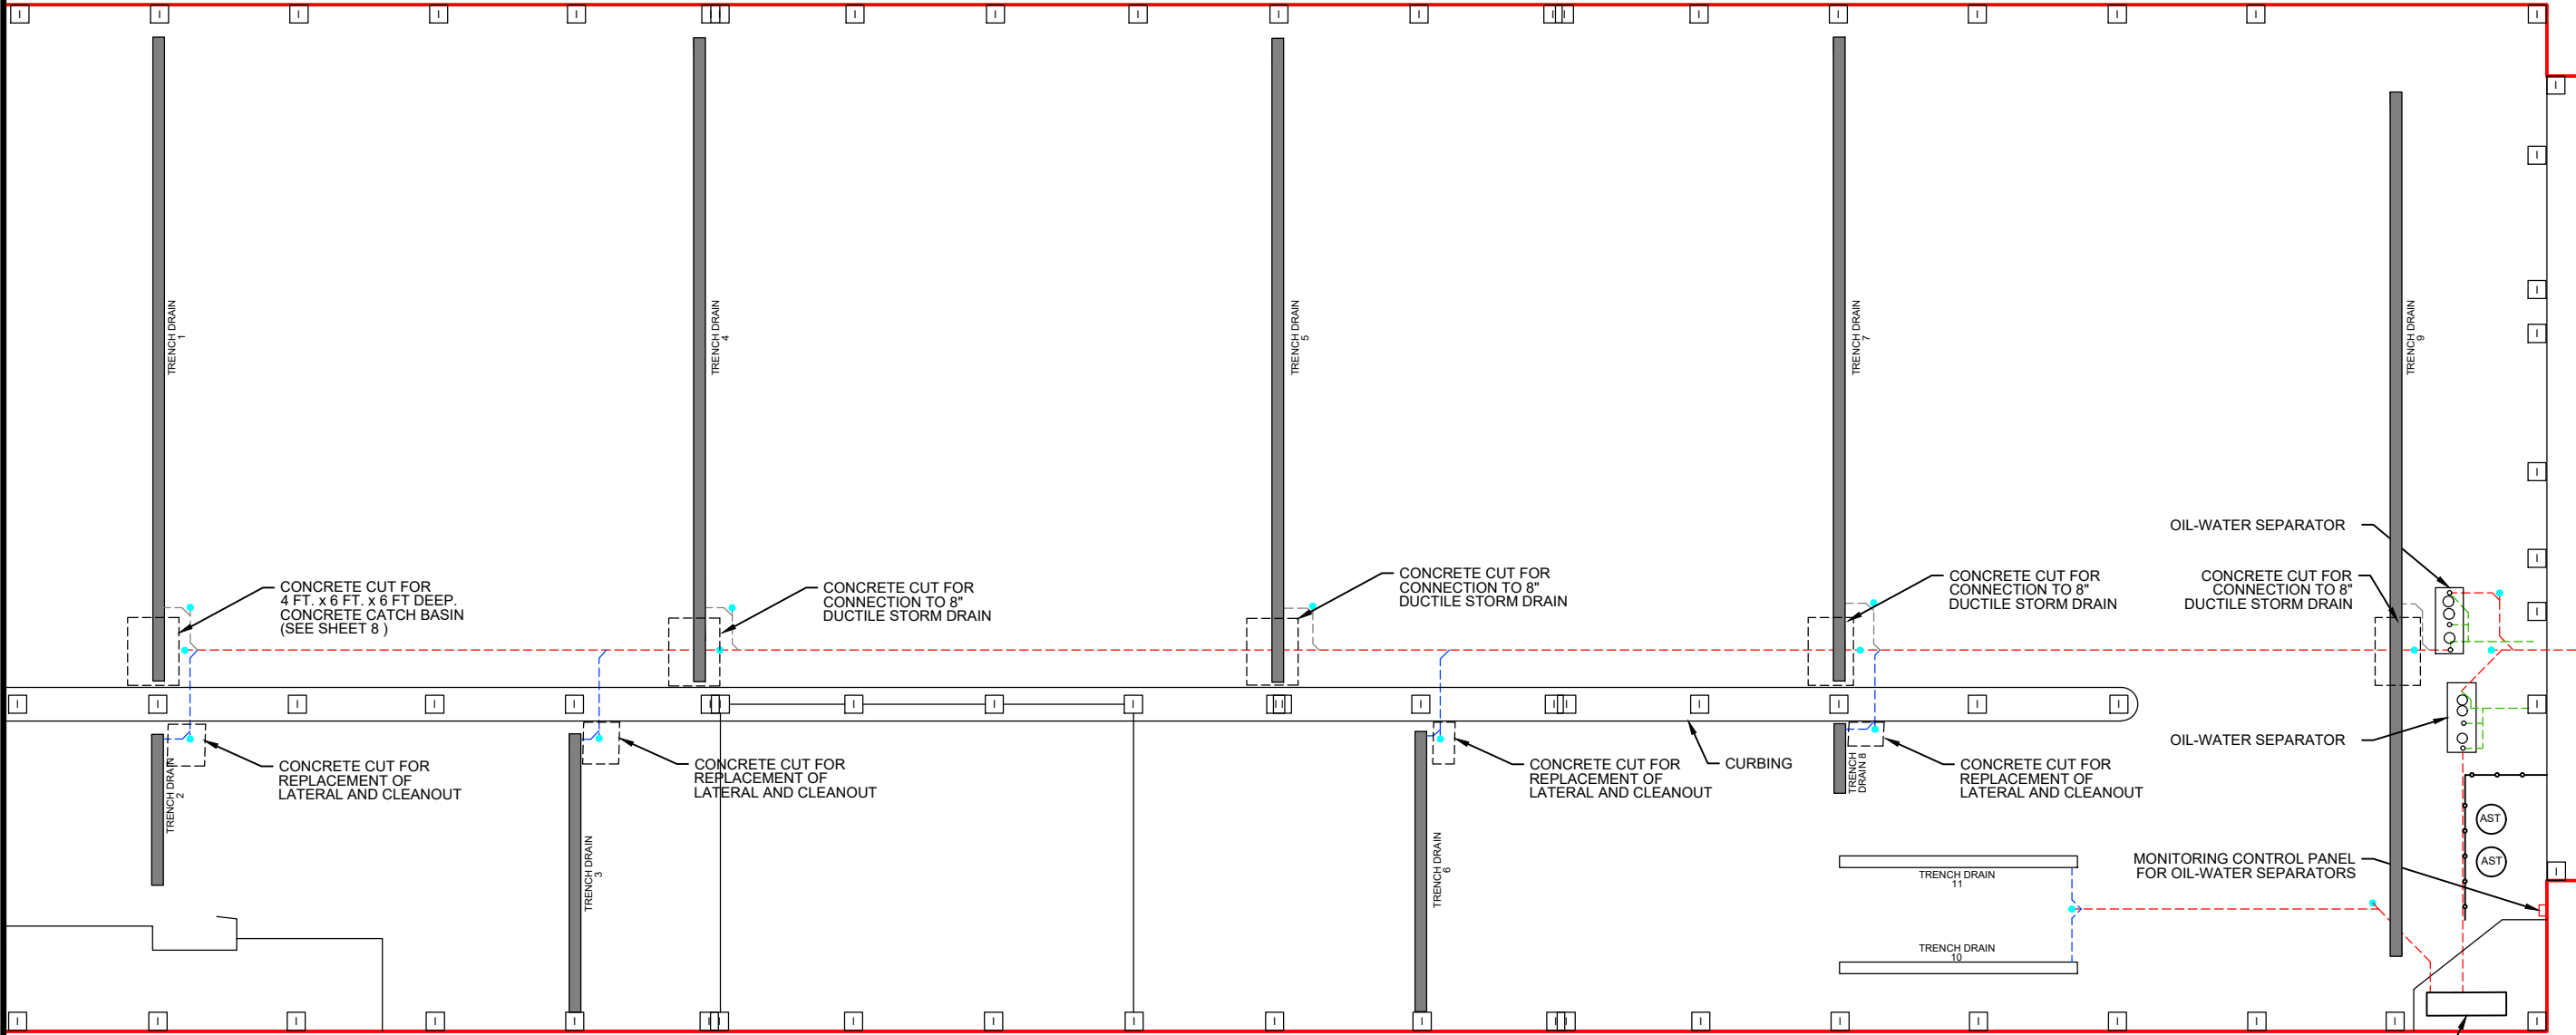 TRENCH DRAIN
1
TRENCH DRAIN
4
TRENCH DRAIN
5
TRENCH DRAIN
7
TRENCH DRAIN
9
OIL-WATER SEPARATOR
CONCRETE CUT FOR
4 FT. x 6 FT. x 6 FT DEEP.
CONCRETE CATCH BASIN
(SEE SHEET 8 )
CONCRETE CUT FOR
CONNECTION TO 8"
DUCTILE STORM DRAIN
CONCRETE CUT FOR
CONNECTION TO 8"
DUCTILE STORM DRAIN
CONCRETE CUT FOR
CONNECTION TO 8"
DUCTILE STORM DRAIN
CONCRETE CUT FOR
CONNECTION TO 8"
DUCTILE STORM DRAIN
OIL-WATER SEPARATOR
TRENCH DRAIN
2
CONCRETE CUT FOR
REPLACEMENT OF
LATERAL AND CLEANOUT
CONCRETE CUT FOR
REPLACEMENT OF
LATERAL AND CLEANOUT
CONCRETE CUT FOR
REPLACEMENT OF
LATERAL AND CLEANOUT
CURBING
TRENCH
DRAIN 8
CONCRETE CUT FOR
REPLACEMENT OF
LATERAL AND CLEANOUT
TRENCH DRAIN
3
TRENCH DRAIN
6
AST
AST
MONITORING CONTROL PANEL
FOR OIL-WATER SEPARATORS
TRENCH DRAIN
11
TRENCH DRAIN
10